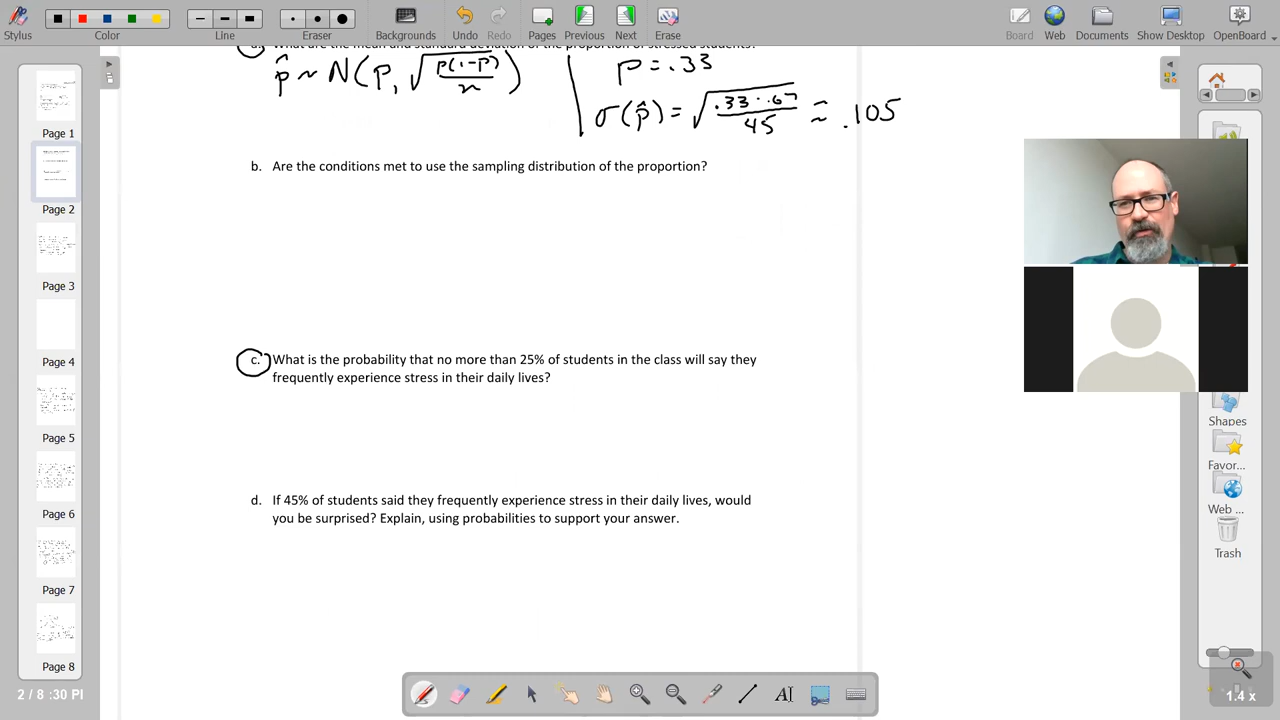 Stylus
Color
Line
Eraser
Backgrounds
Undo
Redo
Pages
Previous
Next
Erase
Board
Web
Documents
Show Desktop
OpenBoard
a. What are the mean and standard deviation of the proportion of stressed students?
p̂ ~ N(p, √(p(1-p)/n))
p = .33
σ(p̂) = √(.33 · .67/45) ≈ .105
b. Are the conditions met to use the sampling distribution of the proportion?
c. What is the probability that no more than 25% of students in the class will say they
frequently experience stress in their daily lives?
d. If 45% of students said they frequently experience stress in their daily lives, would
you be surprised? Explain, using probabilities to support your answer.
Page 1
Page 2
Page 3
Page 4
Page 5
Page 6
Page 7
Page 8
2 / 8 :30 PI
Shapes
Favor...
Web ...
Trash
1.4 x